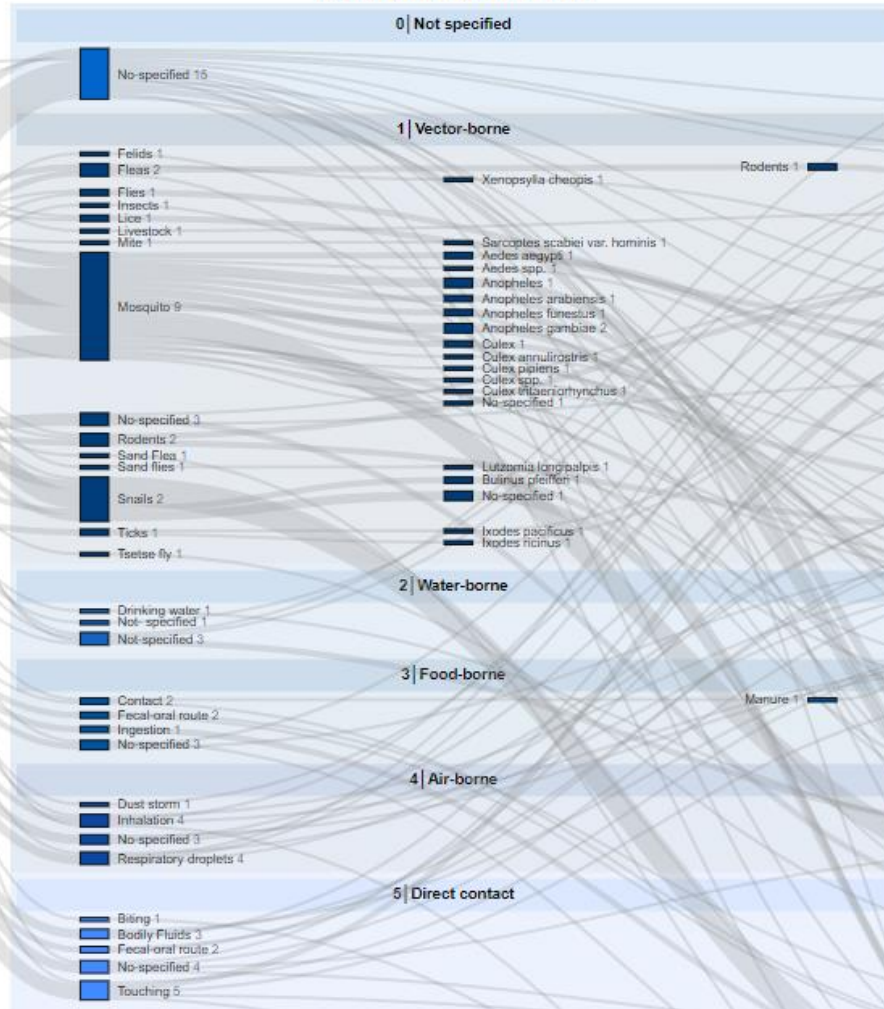 0| Not specified
No-specified 15
1| Vector-borne
Felids 1
Fleas 2
Flies 1
Insects 1
Lice 1
Livestock 1
Mite 1
Mosquito 9
No-specified 3
Rodents 2
Sand Flea 1
Sand flies 1
Snails 2
Ticks 1
Tsetse fly 1
Xenopsylla cheopis 1
Sarcoptes scabiei var. hominis 1
Aedes aegypti 1
Aedes spp. 1
Anopheles 1
Anopheles arabiensis 1
Anopheles funestus 1
Anopheles gambiae 2
Culex 1
Culex annulirostris 1
Culex pipiens 1
Culex spp. 1
Culex tritaeniorhynchus 1
No-specified 1
Lutzomia longipalpis 1
Bulinus pfeifferi 1
No-specified 1
Ixodes pacificus 1
Ixodes ricinus 1
Rodents 1
2| Water-borne
Drinking water 1
Not- specified 1
Not-specified 3
3| Food-borne
Contact 2
Fecal-oral route 2
Ingestion 1
No-specified 3
Manure 1
4| Air-borne
Dust storm 1
Inhalation 4
No-specified 3
Respiratory droplets 4
5| Direct contact
Biting 1
Bodily Fluids 3
Fecal-oral route 2
No-specified 4
Touching 5